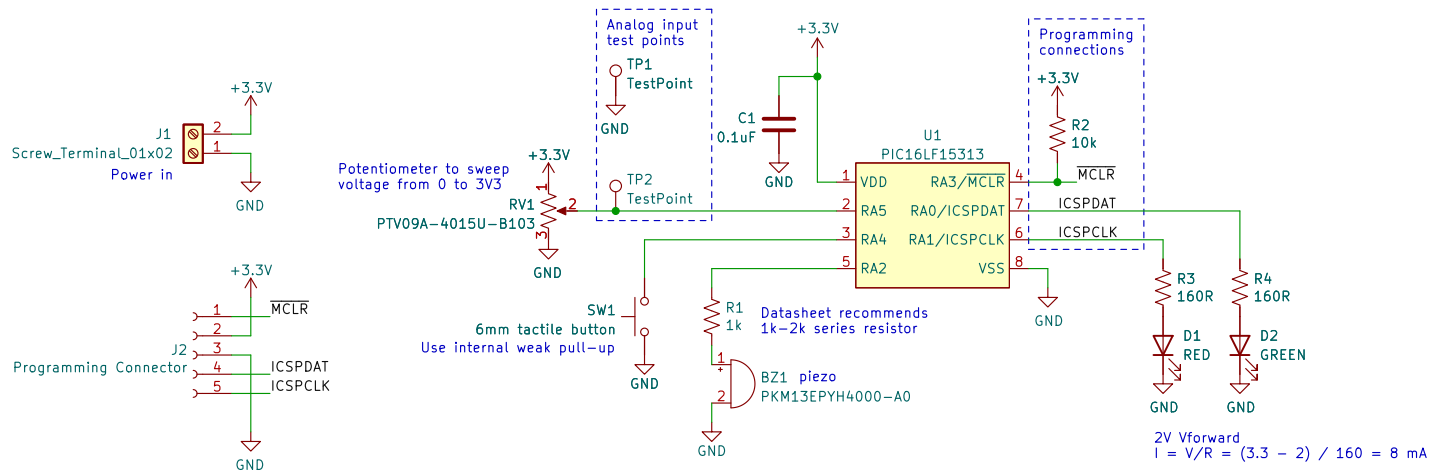 +3.3V
J1
Screw_Terminal_01x02
Power in
2
1
GND
+3.3V
1
2
3
4
5
J2
Programming Connector
MCLR
ICSPDAT
ICSPCLK
GND
Potentiometer to sweep
voltage from 0 to 3V3
+3.3V
1
2
3
RV1
PTV09A-4015U-B103
GND
Analog input
test points
TP1
TestPoint
GND
TP2
TestPoint
SW1
6mm tactile button
Use internal weak pull-up
GND
R1
1k
Datasheet recommends
1k-2k series resistor
1
+
2
BZ1 piezo
PKM13EPYH4000-A0
GND
+3.3V
C1
0.1uF
GND
U1
PIC16LF15313
1 VDD
2 RA5
3 RA4
5 RA2
RA3/MCLR 4
RA0/ICSPDAT 7
RA1/ICSPCLK 6
VSS 8
GND
Programming
connections
+3.3V
R2
10k
MCLR
ICSPDAT
ICSPCLK
R3
160R
D1
RED
GND
R4
160R
D2
GREEN
GND
2V Vforward
I = V/R = (3.3 - 2) / 160 = 8 mA